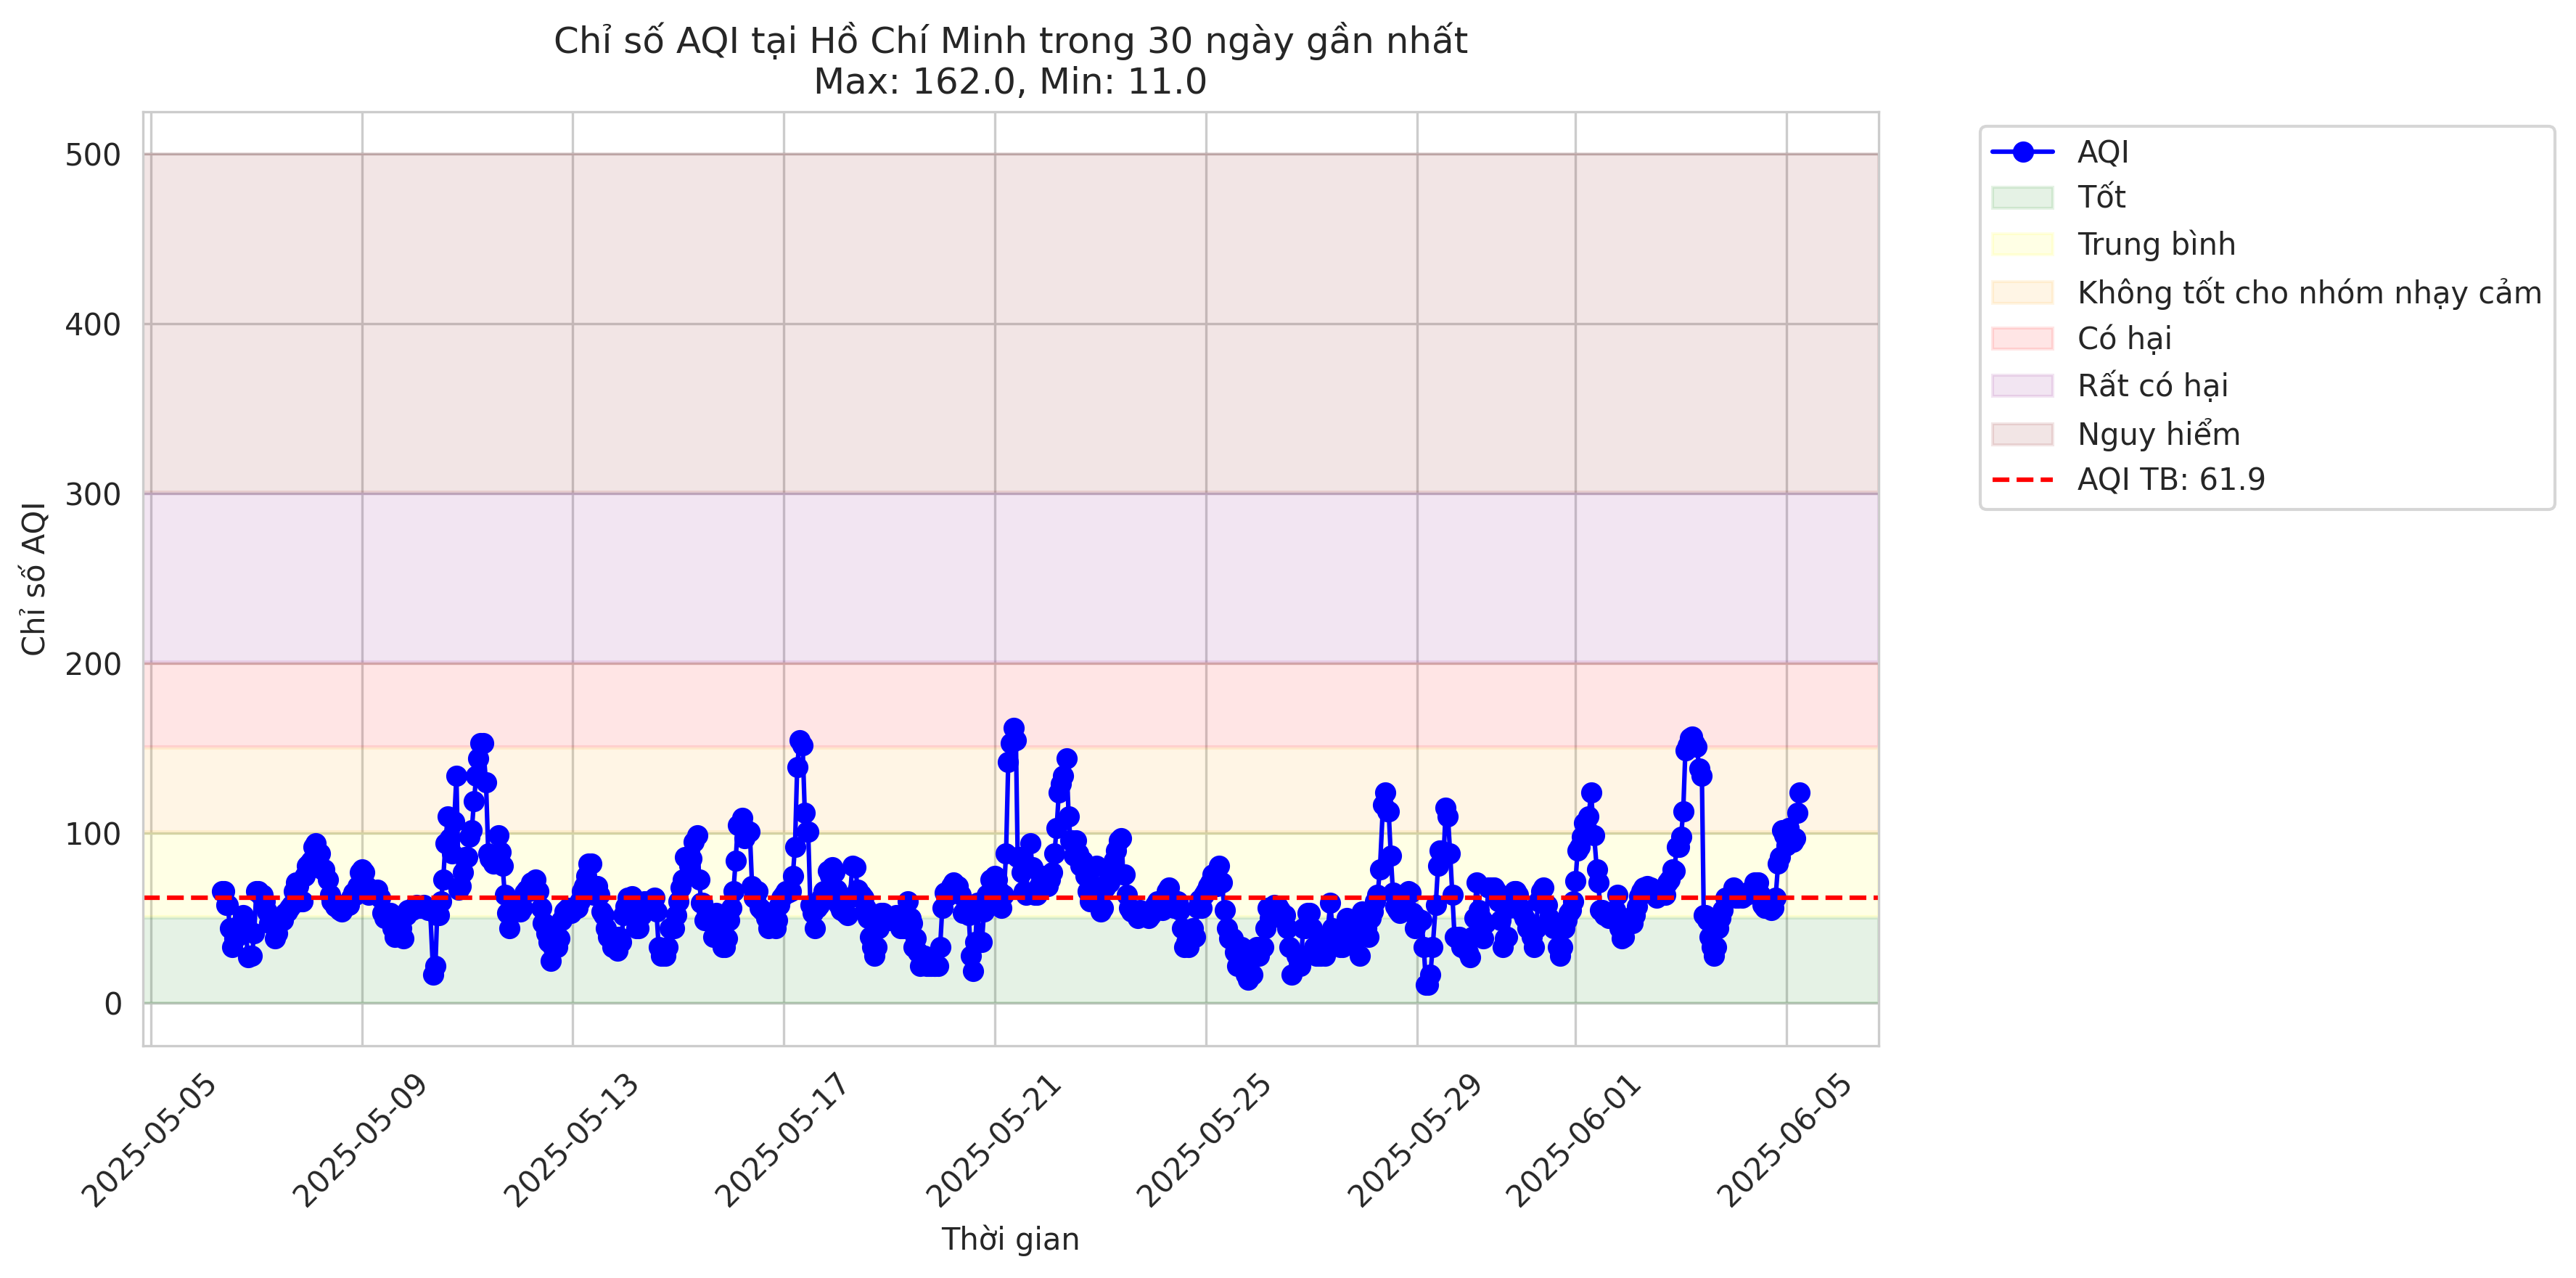 Chỉ số AQI tại Hồ Chí Minh trong 30 ngày gần nhất
Max: 162.0, Min: 11.0
Chỉ số AQI
500
400
300
200
100
0
2025-05-05
2025-05-09
2025-05-13
2025-05-17
2025-05-21
2025-05-25
2025-05-29
2025-06-01
2025-06-05
Thời gian
AQI
Tốt
Trung bình
Không tốt cho nhóm nhạy cảm
Có hại
Rất có hại
Nguy hiểm
AQI TB: 61.9